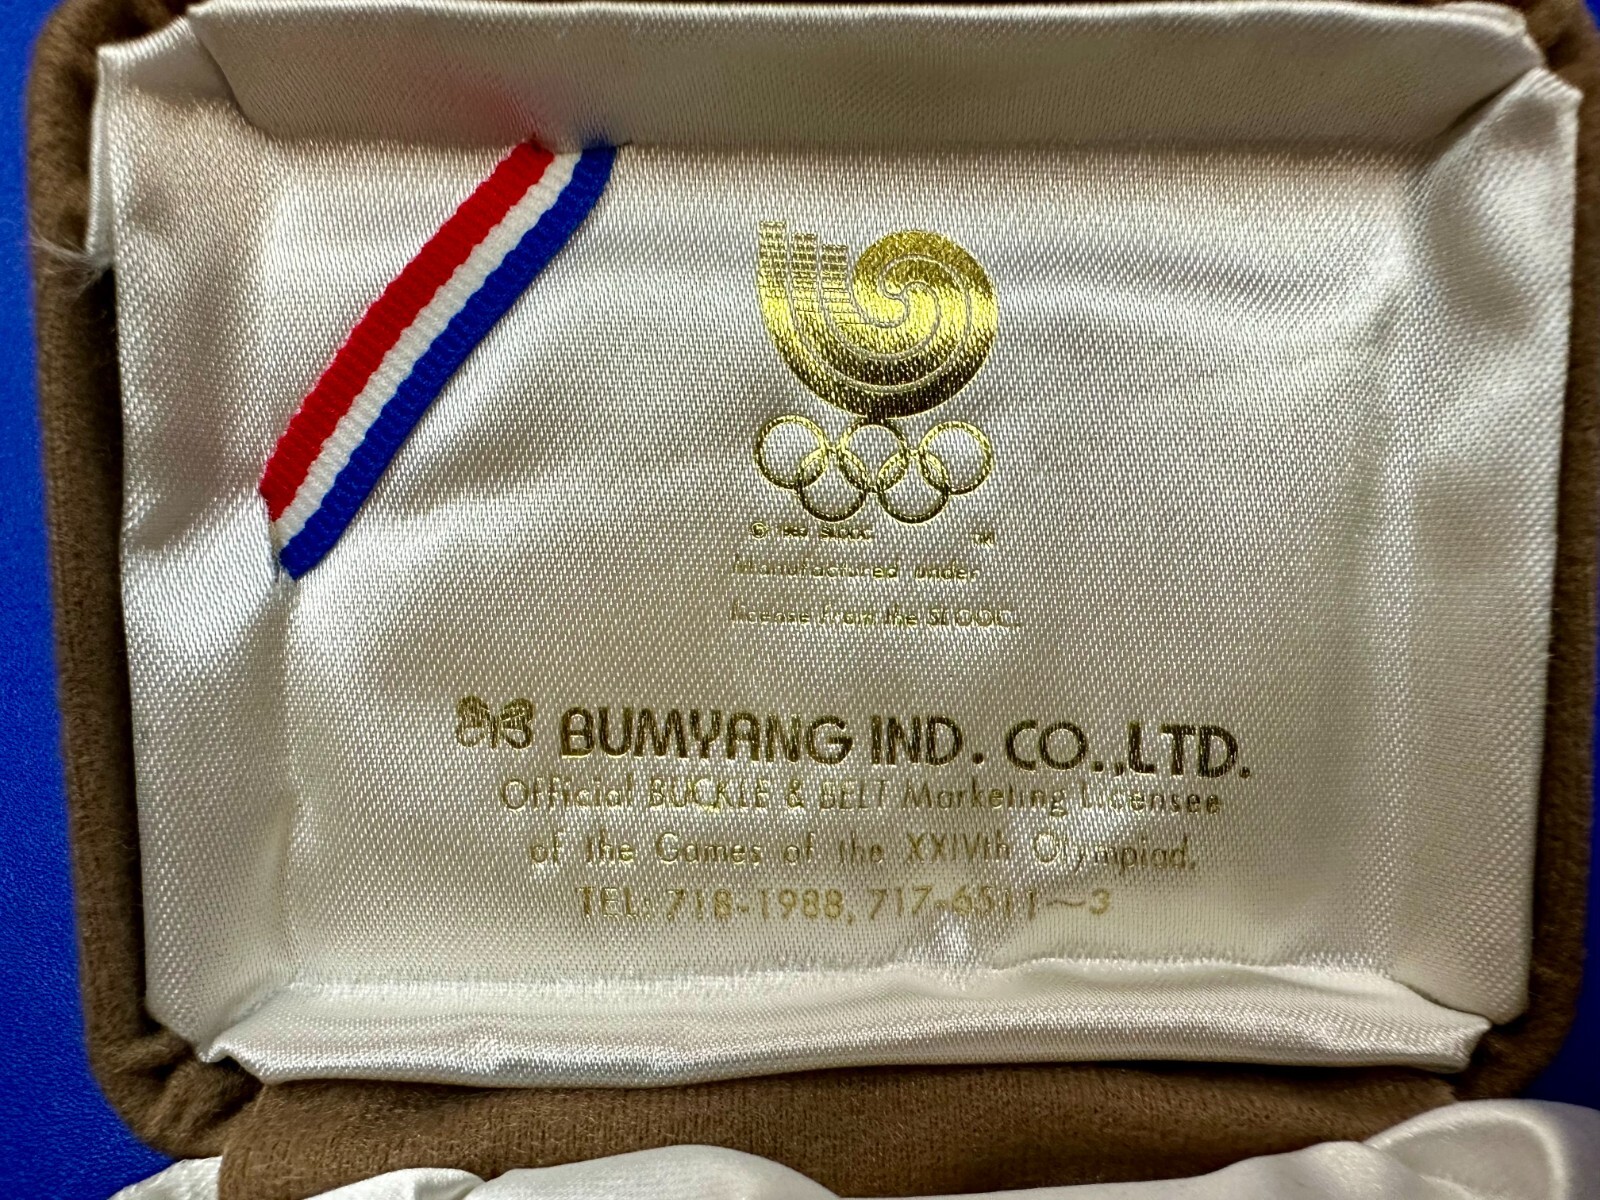 © 1983 SLOOC. TM
Manufactured under
license from the SLOOC.
BUMYANG IND. CO.,LTD.
Official BUCKLE & BELT Marketing Licensee
of the Games of the XXIVth Olympiad.
TEL: 718-1988, 717-6511~3